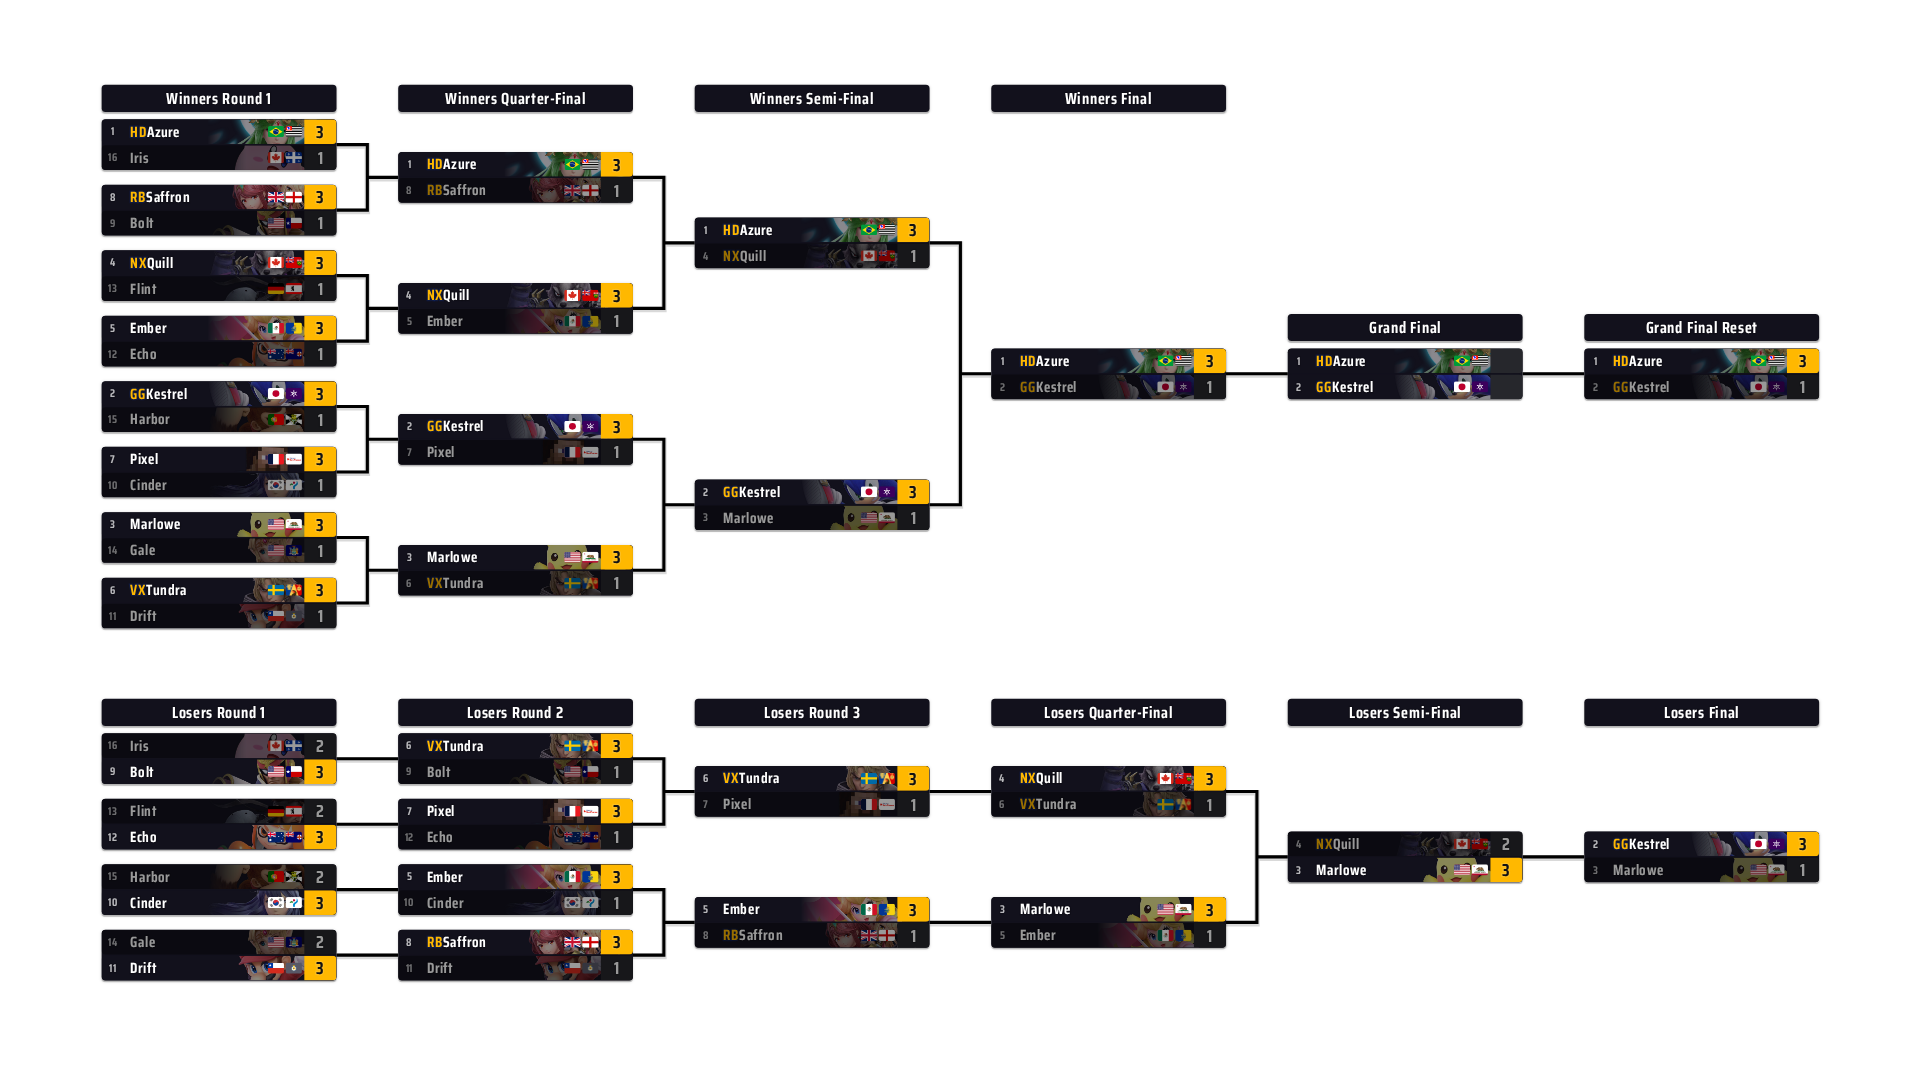 Winners Round 1
1 HDAzure 3
16 Iris 1
8 RBSaffron 3
9 Bolt 1
4 NXQuill 3
13 Flint 1
5 Ember 3
12 Echo 1
2 GGKestrel 3
15 Harbor 1
7 Pixel 3
10 Cinder 1
3 Marlowe 3
14 Gale 1
6 VXTundra 3
11 Drift 1
Winners Quarter-Final
1 HDAzure 3
8 RBSaffron 1
4 NXQuill 3
5 Ember 1
2 GGKestrel 3
7 Pixel 1
3 Marlowe 3
6 VXTundra 1
Winners Semi-Final
1 HDAzure 3
4 NXQuill 1
2 GGKestrel 3
3 Marlowe 1
Winners Final
1 HDAzure 3
2 GGKestrel 1
Grand Final
1 HDAzure
2 GGKestrel
Grand Final Reset
1 HDAzure 3
2 GGKestrel 1
Losers Round 1
16 Iris 2
9 Bolt 3
13 Flint 2
12 Echo 3
15 Harbor 2
10 Cinder 3
14 Gale 2
11 Drift 3
Losers Round 2
6 VXTundra 3
9 Bolt 1
7 Pixel 3
12 Echo 1
5 Ember 3
10 Cinder 1
8 RBSaffron 3
11 Drift 1
Losers Round 3
6 VXTundra 3
7 Pixel 1
5 Ember 3
8 RBSaffron 1
Losers Quarter-Final
4 NXQuill 3
6 VXTundra 1
3 Marlowe 3
5 Ember 1
Losers Semi-Final
4 NXQuill 2
3 Marlowe 3
Losers Final
2 GGKestrel 3
3 Marlowe 1